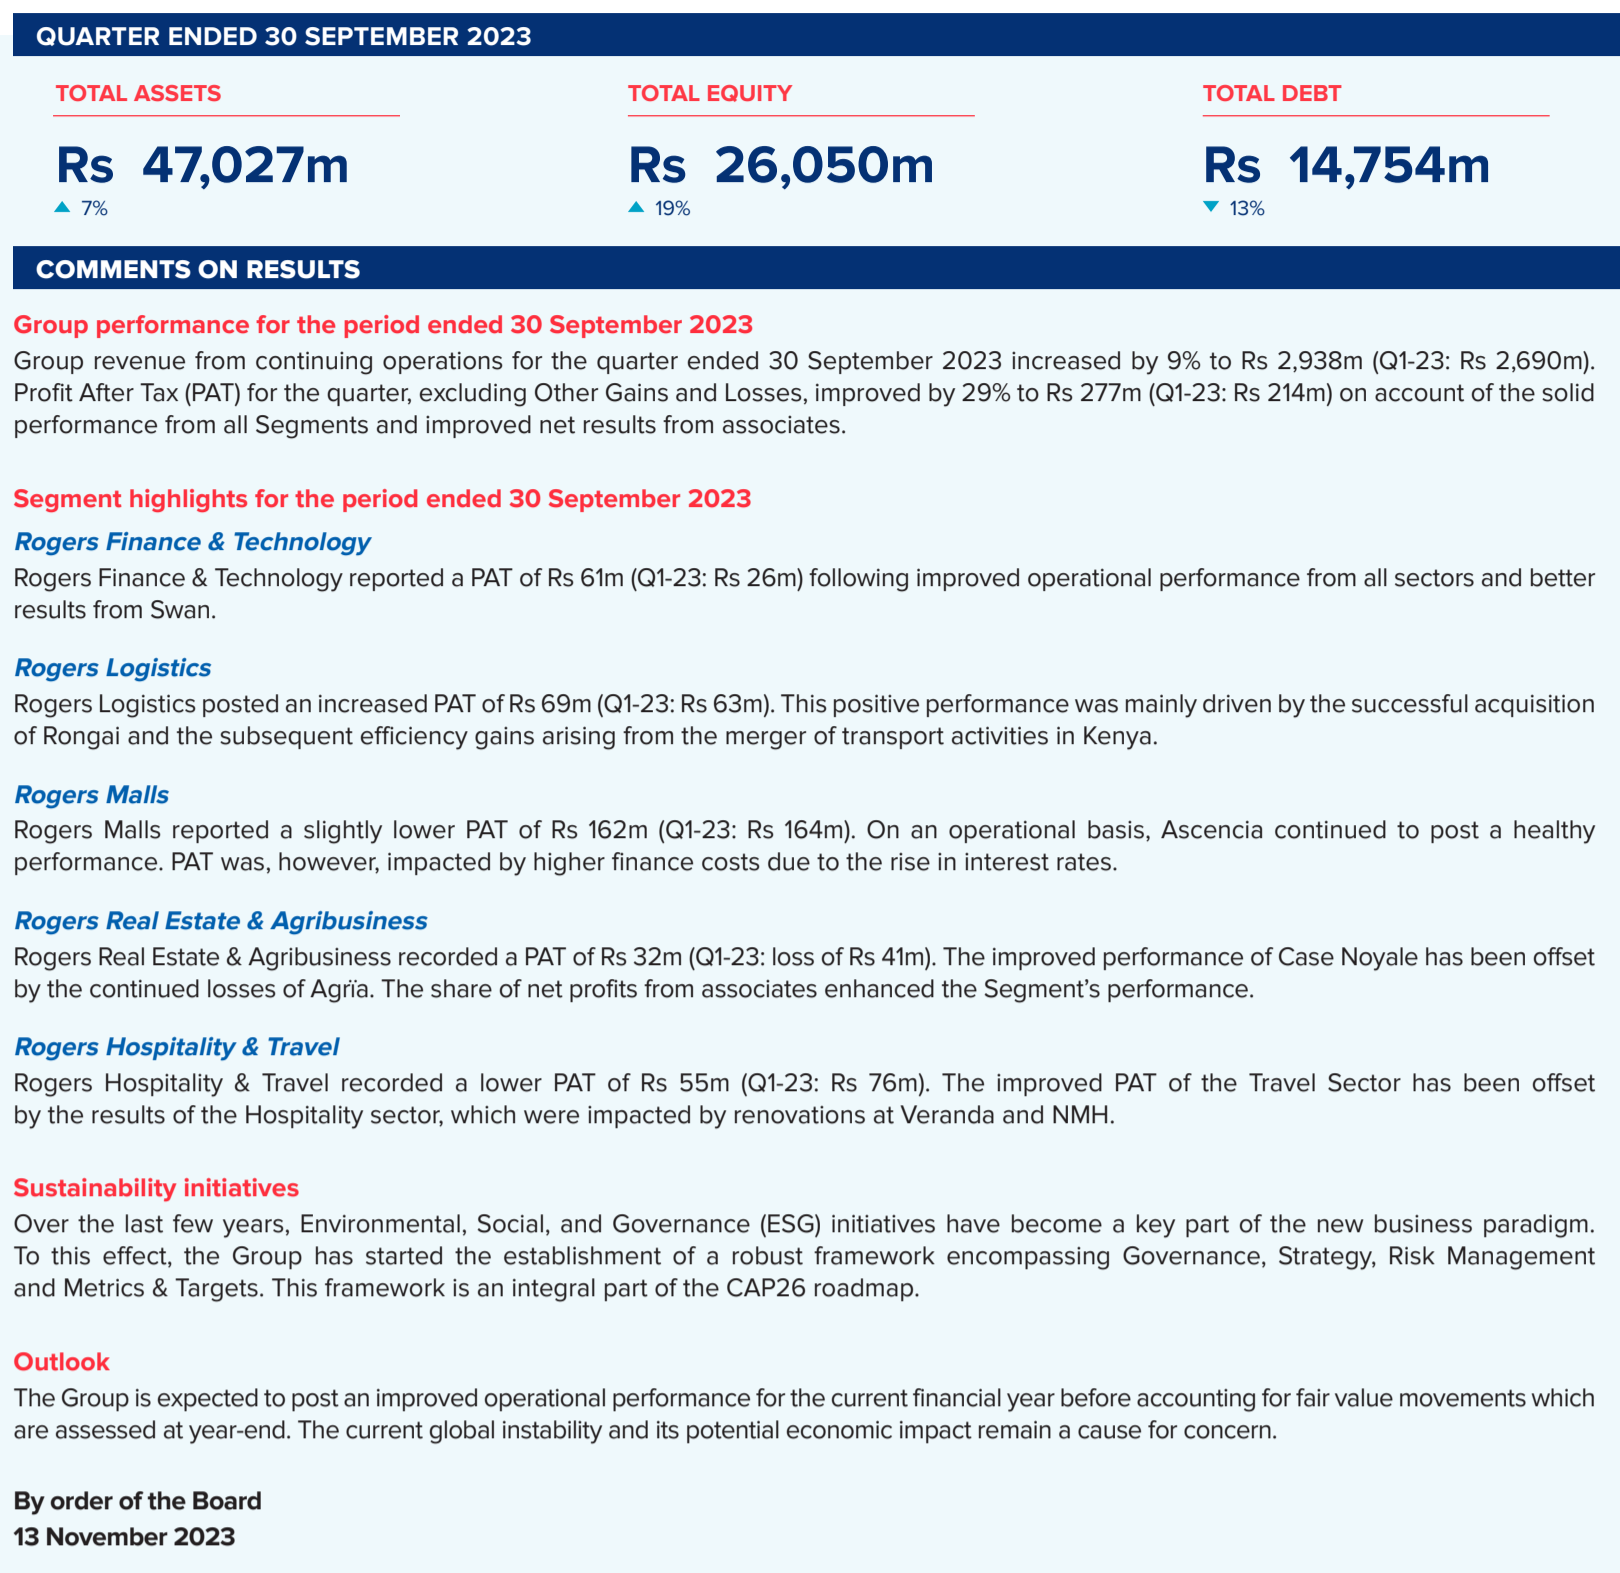 QUARTER ENDED 30 SEPTEMBER 2023
TOTAL ASSETS
TOTAL EQUITY
TOTAL DEBT
Rs 47,027m
Rs 26,050m
Rs 14,754m
▲ 7%
▲ 19%
▼ 13%
COMMENTS ON RESULTS
Group performance for the period ended 30 September 2023
Group revenue from continuing operations for the quarter ended 30 September 2023 increased by 9% to Rs 2,938m (Q1-23: Rs 2,690m).
Profit After Tax (PAT) for the quarter, excluding Other Gains and Losses, improved by 29% to Rs 277m (Q1-23: Rs 214m) on account of the solid
performance from all Segments and improved net results from associates.
Segment highlights for the period ended 30 September 2023
Rogers Finance & Technology
Rogers Finance & Technology reported a PAT of Rs 61m (Q1-23: Rs 26m) following improved operational performance from all sectors and better
results from Swan.
Rogers Logistics
Rogers Logistics posted an increased PAT of Rs 69m (Q1-23: Rs 63m). This positive performance was mainly driven by the successful acquisition
of Rongai and the subsequent efficiency gains arising from the merger of transport activities in Kenya.
Rogers Malls
Rogers Malls reported a slightly lower PAT of Rs 162m (Q1-23: Rs 164m). On an operational basis, Ascencia continued to post a healthy
performance. PAT was, however, impacted by higher finance costs due to the rise in interest rates.
Rogers Real Estate & Agribusiness
Rogers Real Estate & Agribusiness recorded a PAT of Rs 32m (Q1-23: loss of Rs 41m). The improved performance of Case Noyale has been offset
by the continued losses of Agrïa. The share of net profits from associates enhanced the Segment's performance.
Rogers Hospitality & Travel
Rogers Hospitality & Travel recorded a lower PAT of Rs 55m (Q1-23: Rs 76m). The improved PAT of the Travel Sector has been offset
by the results of the Hospitality sector, which were impacted by renovations at Veranda and NMH.
Sustainability initiatives
Over the last few years, Environmental, Social, and Governance (ESG) initiatives have become a key part of the new business paradigm.
To this effect, the Group has started the establishment of a robust framework encompassing Governance, Strategy, Risk Management
and Metrics & Targets. This framework is an integral part of the CAP26 roadmap.
Outlook
The Group is expected to post an improved operational performance for the current financial year before accounting for fair value movements which
are assessed at year-end. The current global instability and its potential economic impact remain a cause for concern.
By order of the Board
13 November 2023